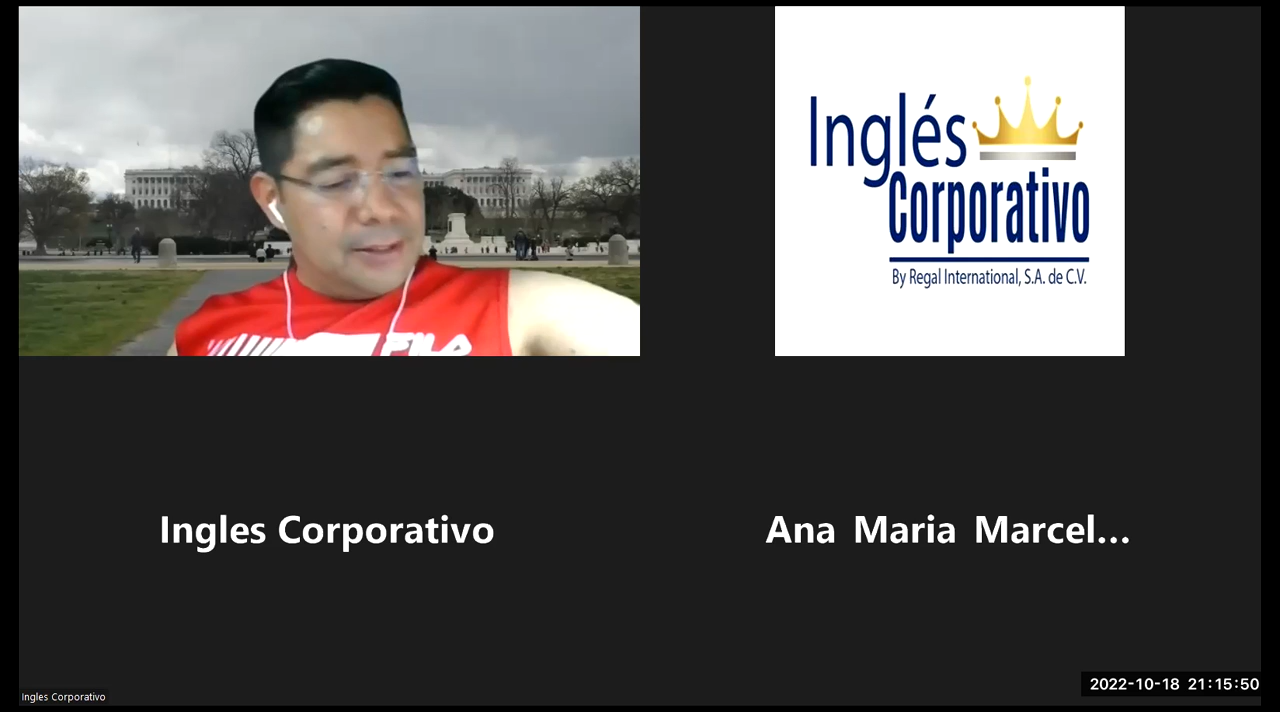 FILA
Inglés
Corporativo
By Regal International, S.A. de C.V.
Ingles Corporativo
Ana Maria Marcel...
Ingles Corporativo
2022-10-18 21:15:50